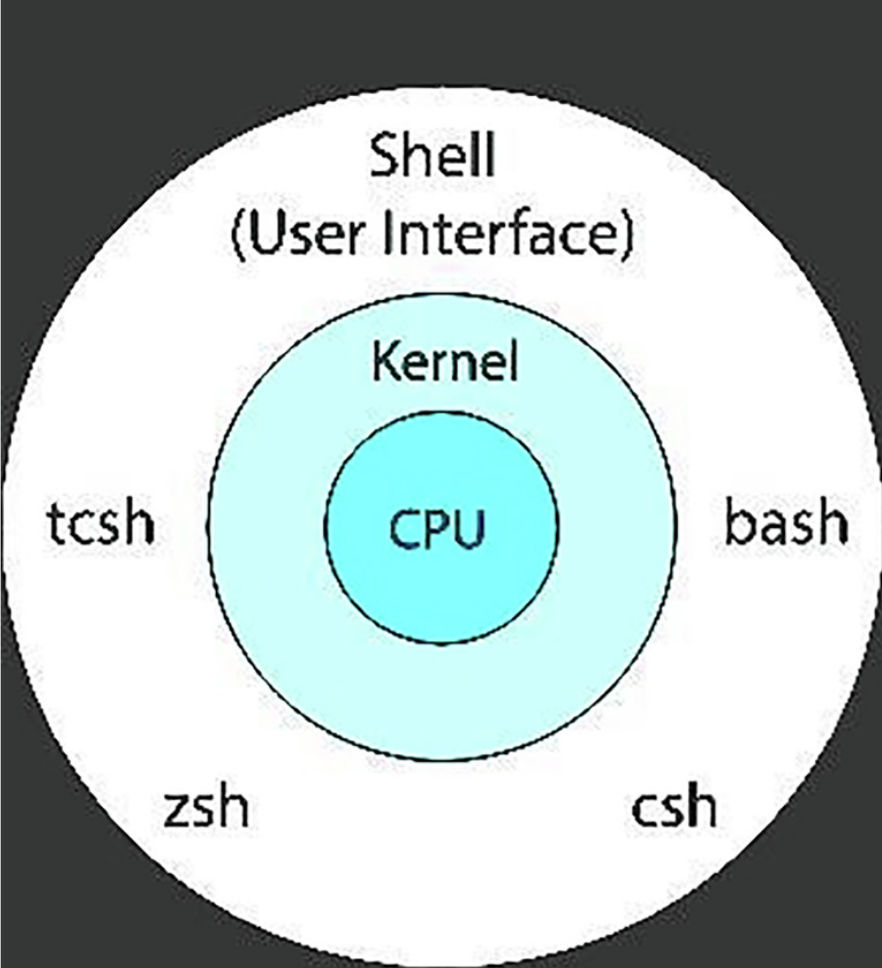 Shell
(User Interface)
Kernel
CPU
tcsh
bash
zsh
csh